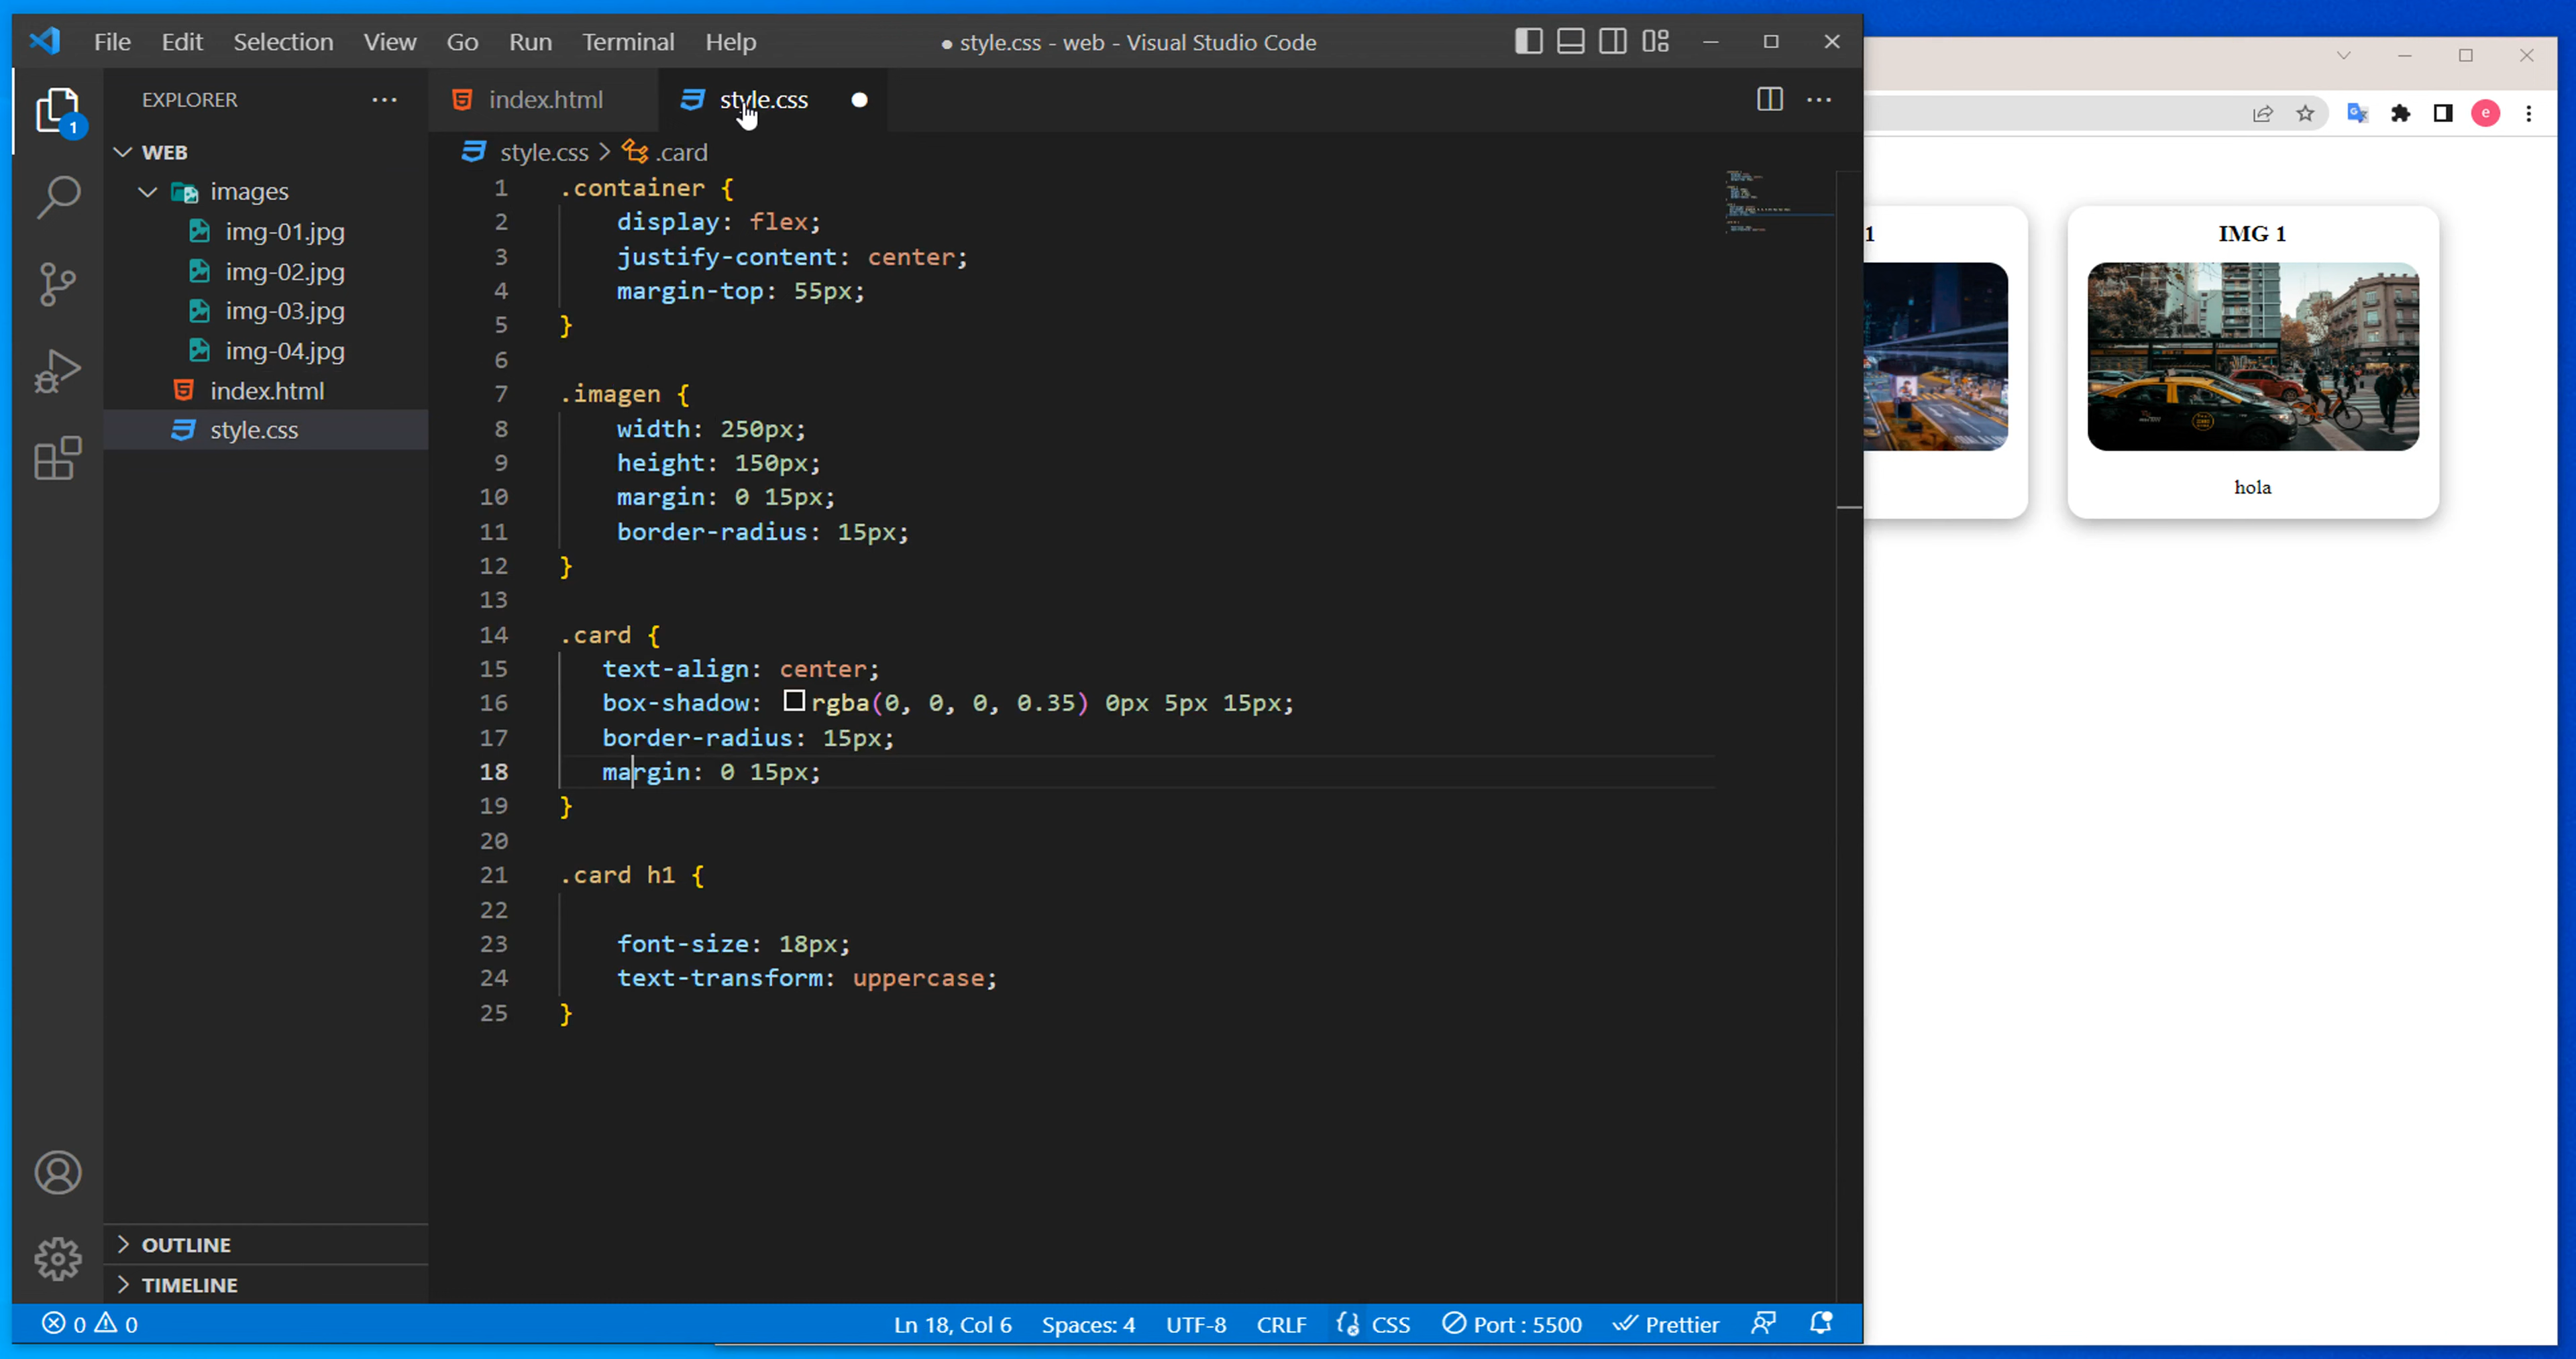 File Edit Selection View Go Run Terminal Help
● style.css - web - Visual Studio Code
EXPLORER
index.html
style.css
1
WEB
images
img-01.jpg
img-02.jpg
img-03.jpg
img-04.jpg
index.html
style.css
OUTLINE
TIMELINE
style.css > .card
1 .container {
2 display: flex;
3 justify-content: center;
4 margin-top: 55px;
5 }
6
7 .imagen {
8 width: 250px;
9 height: 150px;
10 margin: 0 15px;
11 border-radius: 15px;
12 }
13
14 .card {
15 text-align: center;
16 box-shadow: rgba(0, 0, 0, 0.35) 0px 5px 15px;
17 border-radius: 15px;
18 margin: 0 15px;
19 }
20
21 .card h1 {
22
23 font-size: 18px;
24 text-transform: uppercase;
25 }
0 0
Ln 18, Col 6
Spaces: 4
UTF-8
CRLF
CSS
Port : 5500
Prettier
e
1
IMG 1
hola